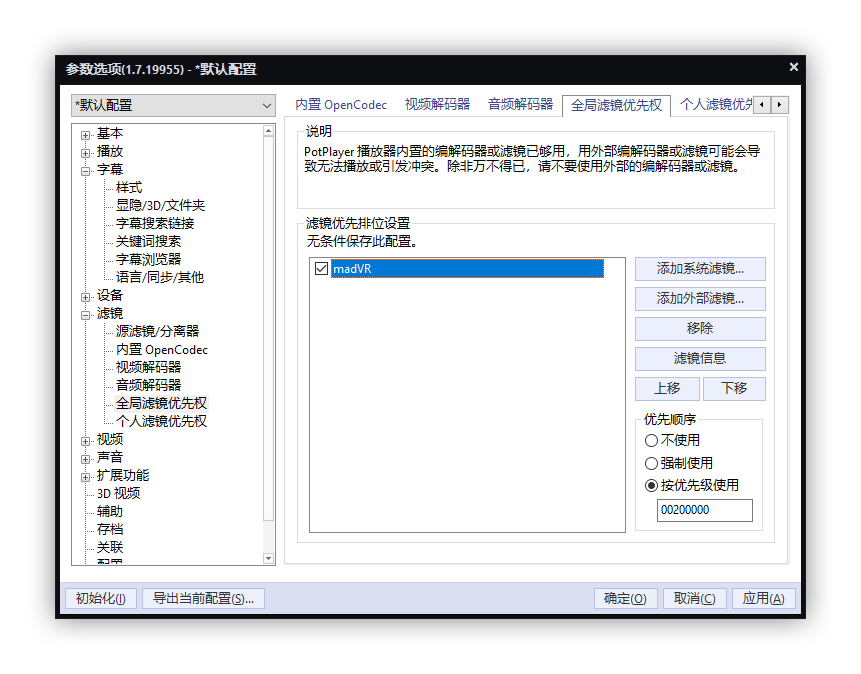 参数选项(1.7.19955) - *默认配置
*默认配置
基本
播放
字幕
样式
显隐/3D/文件夹
字幕搜索链接
关键词搜索
字幕浏览器
语言/同步/其他
设备
滤镜
源滤镜/分离器
内置 OpenCodec
视频解码器
音频解码器
全局滤镜优先权
个人滤镜优先权
视频
声音
扩展功能
3D 视频
辅助
存档
关联
配置
内置 OpenCodec 视频解码器 音频解码器 全局滤镜优先权 个人滤镜优先
说明
PotPlayer 播放器内置的编解码器或滤镜已够用，用外部编解码器或滤镜可能会导
致无法播放或引发冲突。除非万不得已，请不要使用外部的编解码器或滤镜。
滤镜优先排位设置
无条件保存此配置。
madVR
添加系统滤镜...
添加外部滤镜...
移除
滤镜信息
上移 下移
优先顺序
不使用
强制使用
按优先级使用
00200000
初始化(I) 导出当前配置(S)... 确定(O) 取消(C) 应用(A)